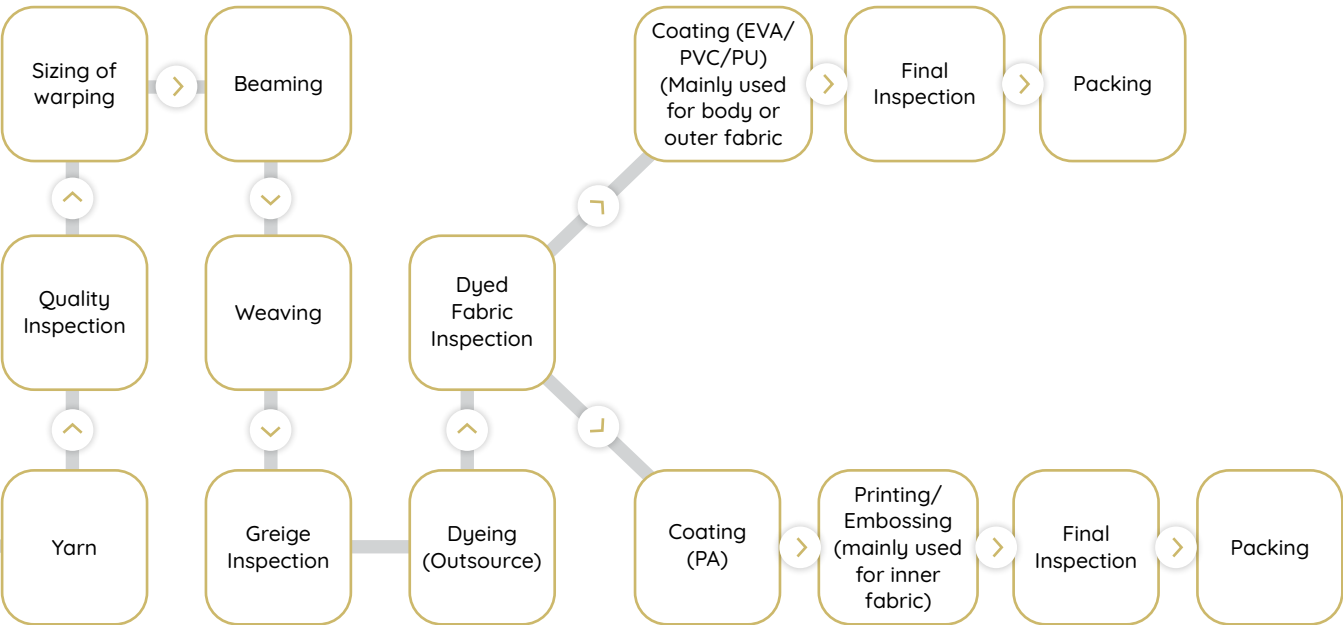 Sizing of
warping
Beaming
Coating (EVA/
PVC/PU)
(Mainly used
for body or
outer fabric
Final
Inspection
Packing
Quality
Inspection
Weaving
Dyed
Fabric
Inspection
Yarn
Greige
Inspection
Dyeing
(Outsource)
Coating
(PA)
Printing/
Embossing
(mainly used
for inner
fabric)
Final
Inspection
Packing